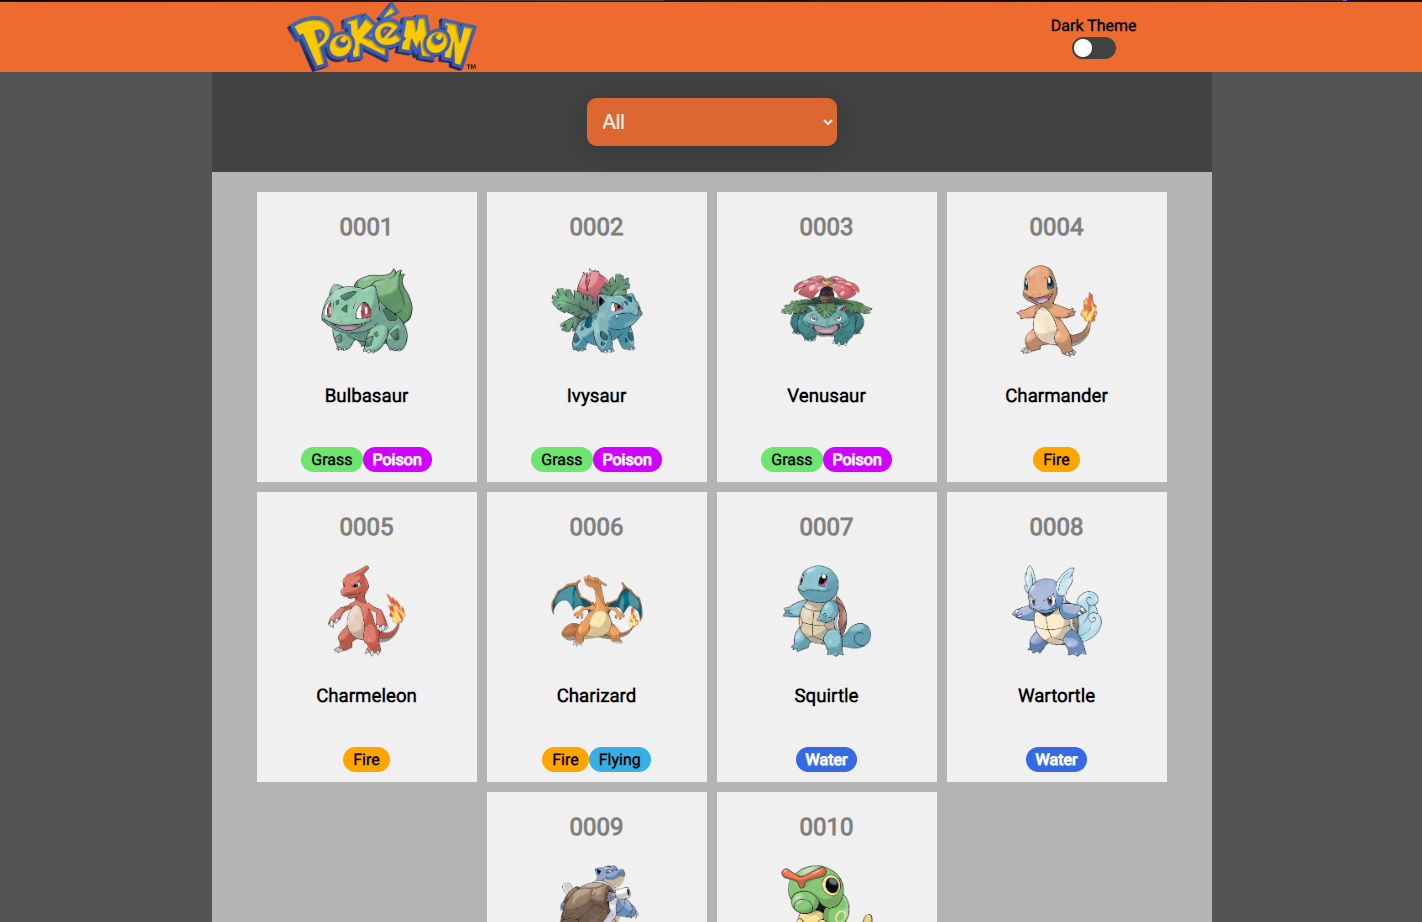 POKéMON™
Dark Theme
All
0001
0002
0003
0004
Bulbasaur
Ivysaur
Venusaur
Charmander
Grass Poison
Grass Poison
Grass Poison
Fire
0005
0006
0007
0008
Charmeleon
Charizard
Squirtle
Wartortle
Fire
Fire Flying
Water
Water
0009
0010